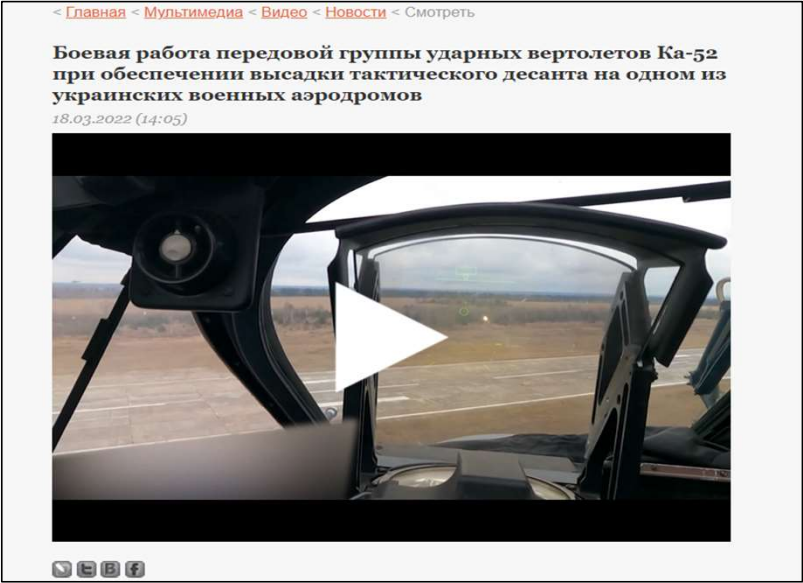 < Главная < Мультимедиа < Видео < Новости < Смотреть
Боевая работа передовой группы ударных вертолетов Ка-52
при обеспечении высадки тактического десанта на одном из
украинских военных аэродромов
18.03.2022 (14:05)